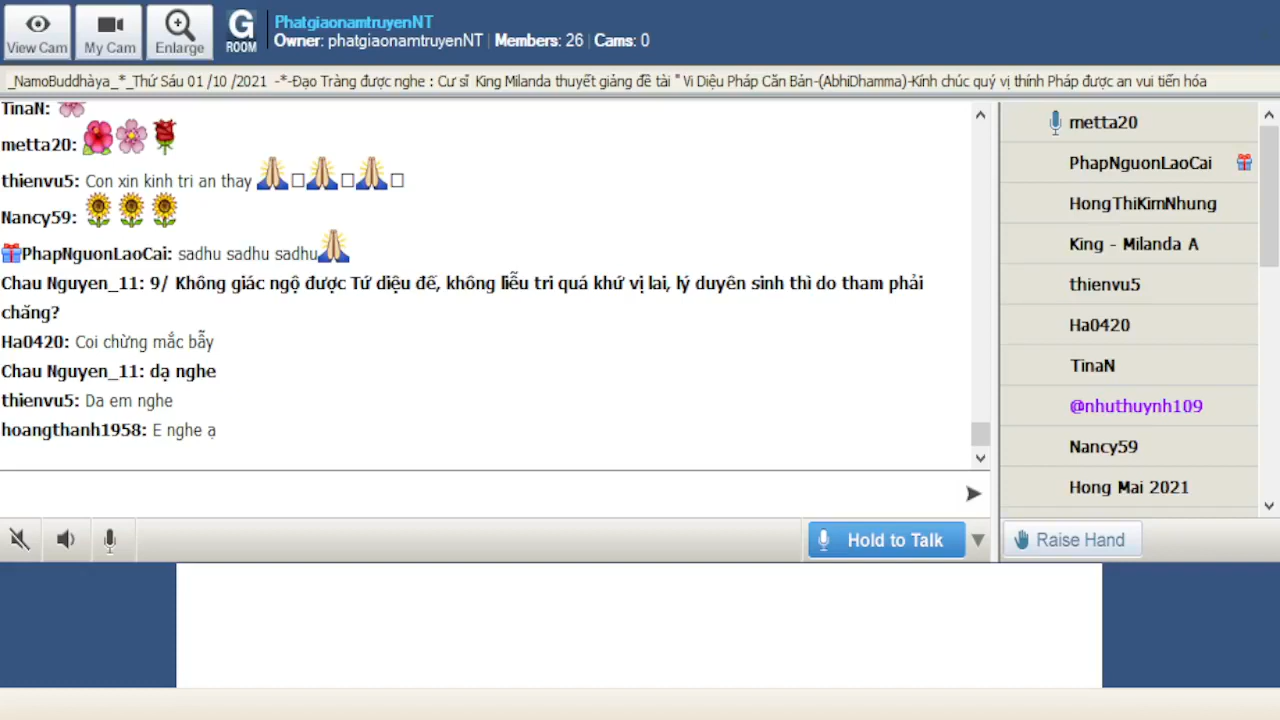 View Cam
My Cam
Enlarge
G
ROOM
PhatgiaonamtruyenNT
Owner: phatgiaonamtruyenNT | Members: 26 | Cams: 0
_NamoBuddhàya_*_Thứ Sáu 01 /10 /2021 -*-Đạo Tràng được nghe : Cư sĩ King Milanda thuyết giảng đề tài " Vi Diệu Pháp Căn Bản-(AbhiDhamma)-Kính chúc quý vị thính Pháp được an vui tiến hóa
TinaN:
metta20:
thienvu5: Con xin kinh tri an thay
Nancy59:
PhapNguonLaoCai: sadhu sadhu sadhu
Chau Nguyen_11: 9/ Không giác ngộ được Tứ diệu đế, không liễu tri quá khứ vị lai, lý duyên sinh thì do tham phải
chăng?
Ha0420: Coi chừng mắc bẫy
Chau Nguyen_11: dạ nghe
thienvu5: Da em nghe
hoangthanh1958: E nghe ạ
metta20
PhapNguonLaoCai
HongThiKimNhung
King - Milanda A
thienvu5
Ha0420
TinaN
@nhuthuynh109
Nancy59
Hong Mai 2021
Hold to Talk
Raise Hand